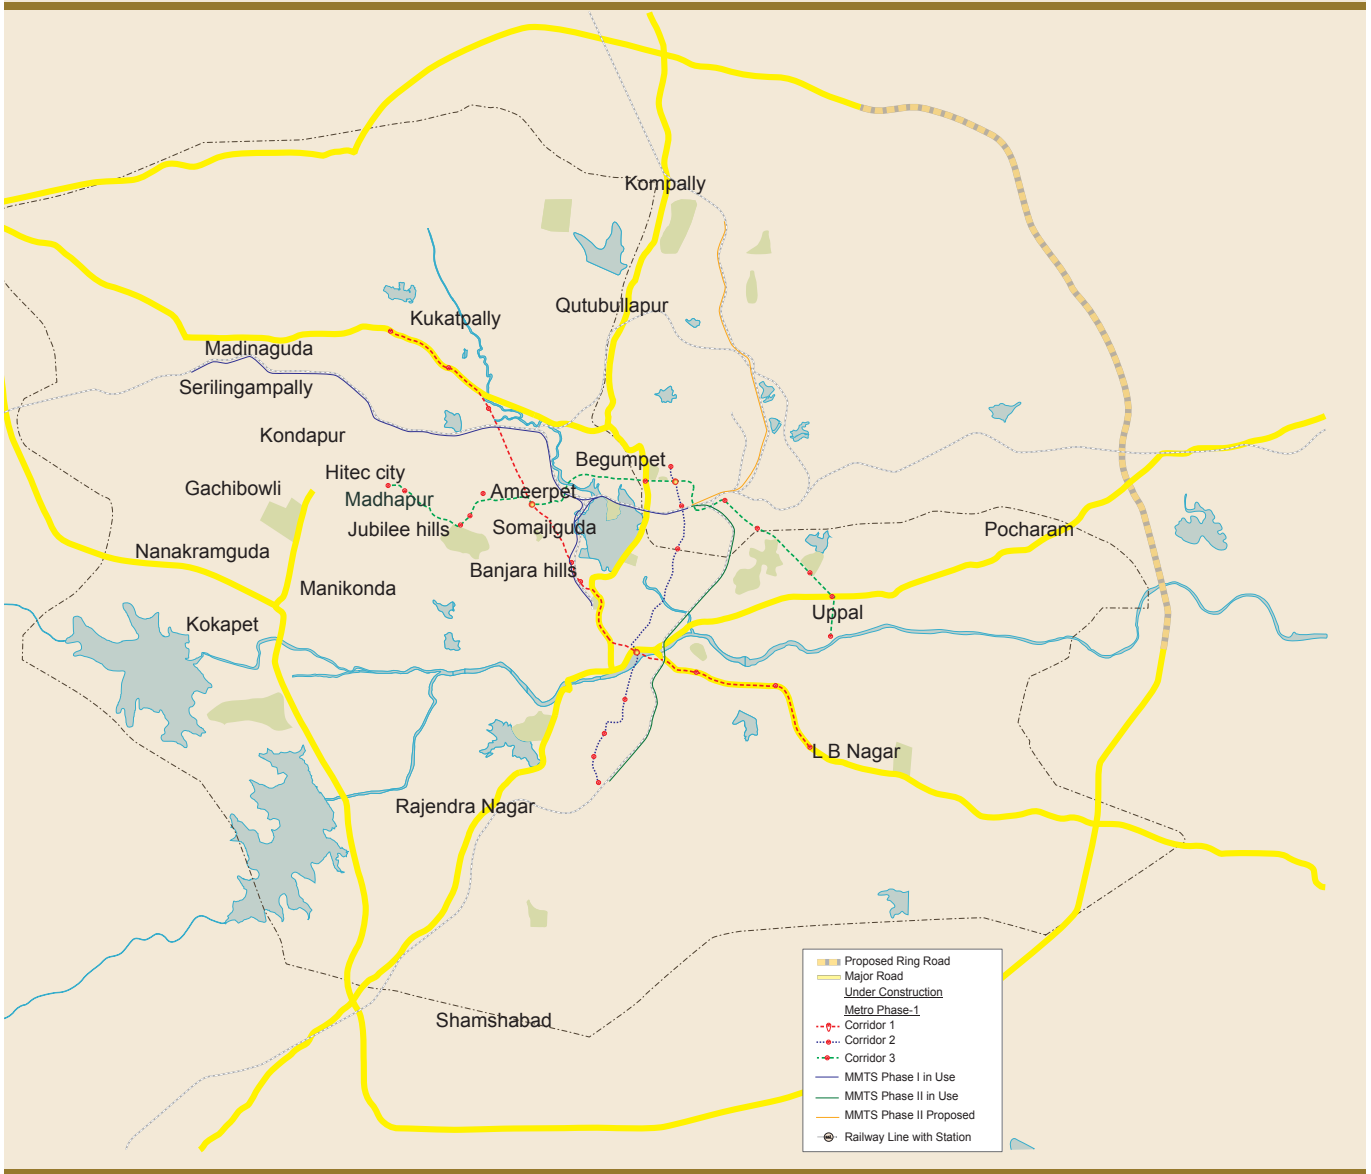 Kompally
Qutubullapur
Kukatpally
Madinaguda
Serilingampally
Kondapur
Begumpet
Hitec city
Gachibowli
Ameerpet
Madhapur
Jubilee hills
Somajiguda
Pocharam
Nanakramguda
Banjara hills
Manikonda
Uppal
Kokapet
L B Nagar
Rajendra Nagar
Shamshabad
Proposed Ring Road
Major Road
Under Construction
Metro Phase-1
Corridor 1
Corridor 2
Corridor 3
MMTS Phase I in Use
MMTS Phase II in Use
MMTS Phase II Proposed
Railway Line with Station